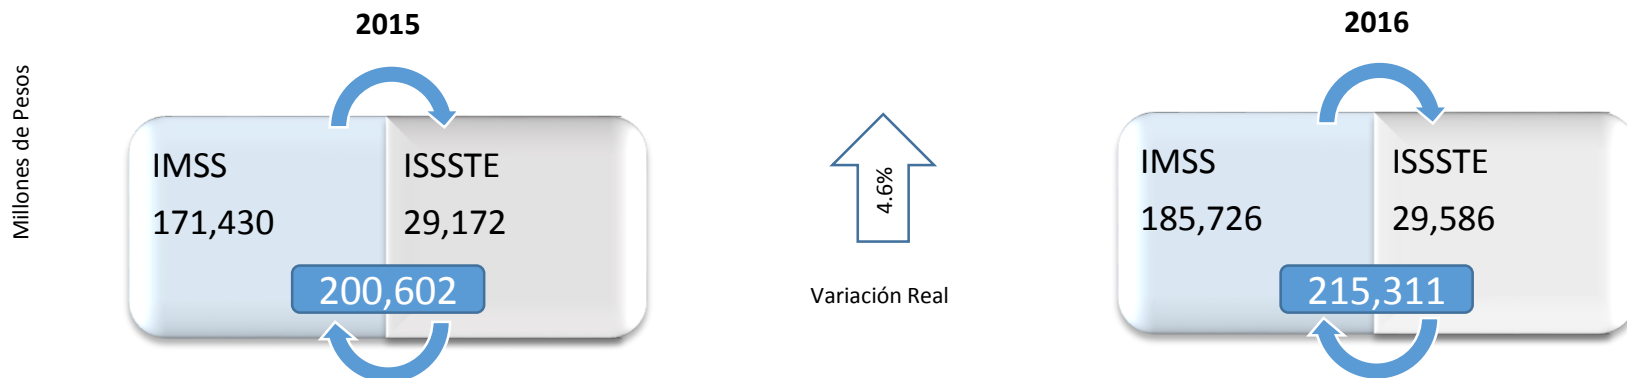 2015
2016
Millones de Pesos
IMSS
171,430
ISSSTE
29,172
200,602
4.6%
Variación Real
IMSS
185,726
ISSSTE
29,586
215,311